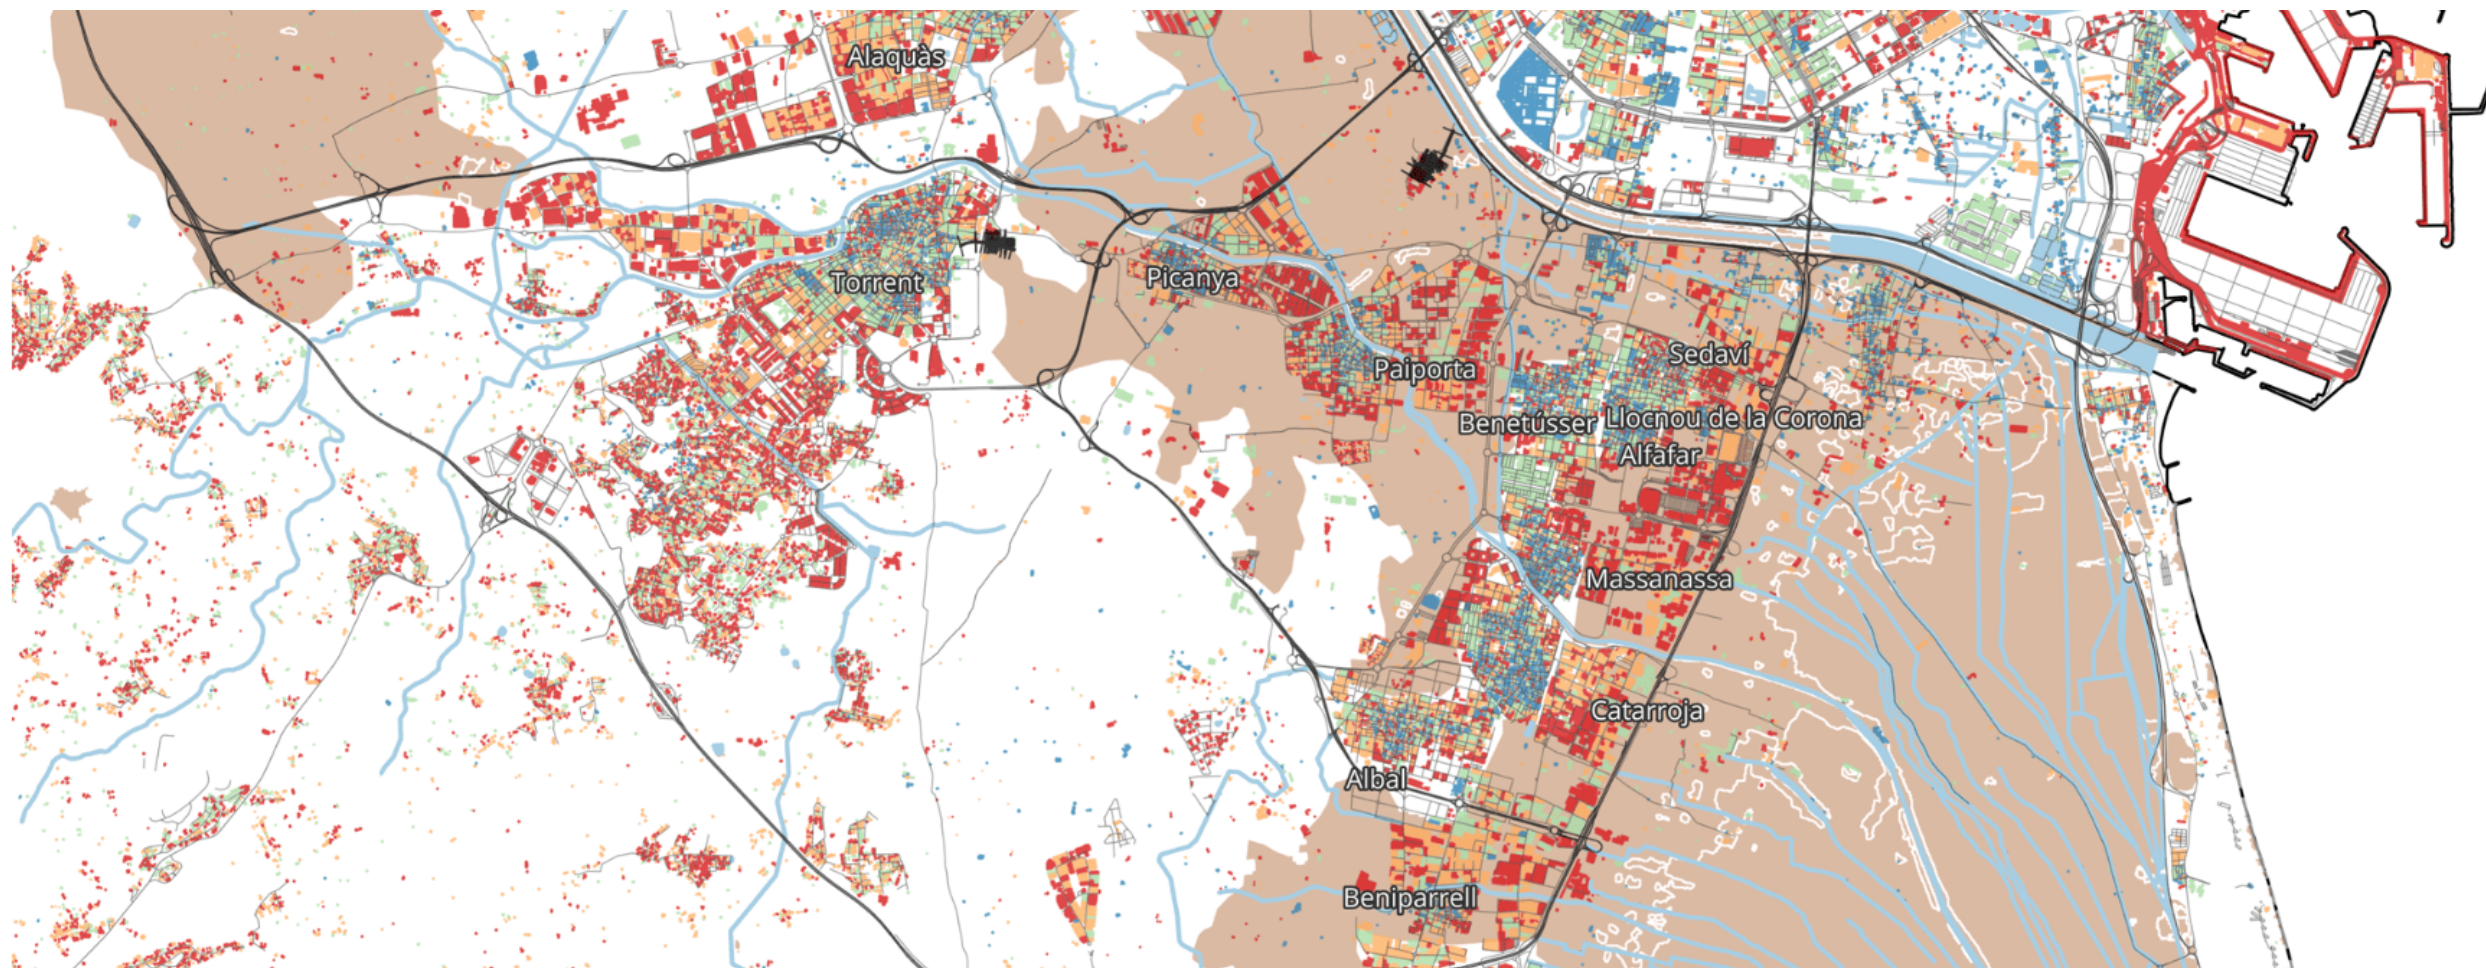 Alaquàs
Torrent
Picanya
Sedaví
Paiporta
Benetússer
Llocnou de la Corona
Alfafar
Massanassa
Catarroja
Albal
Beniparrell